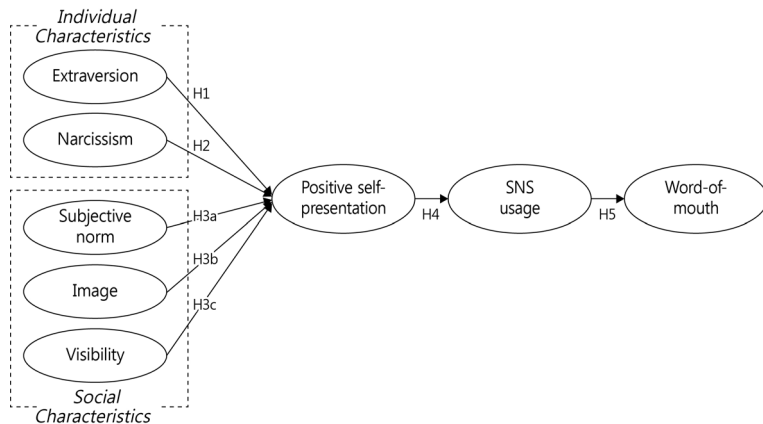 Individual
Characteristics
Extraversion
H1
Narcissism
H2
Subjective
norm
H3a
Image
H3b
Visibility
H3c
Social
Characteristics
Positive self-
presentation
H4
SNS
usage
H5
Word-of-
mouth